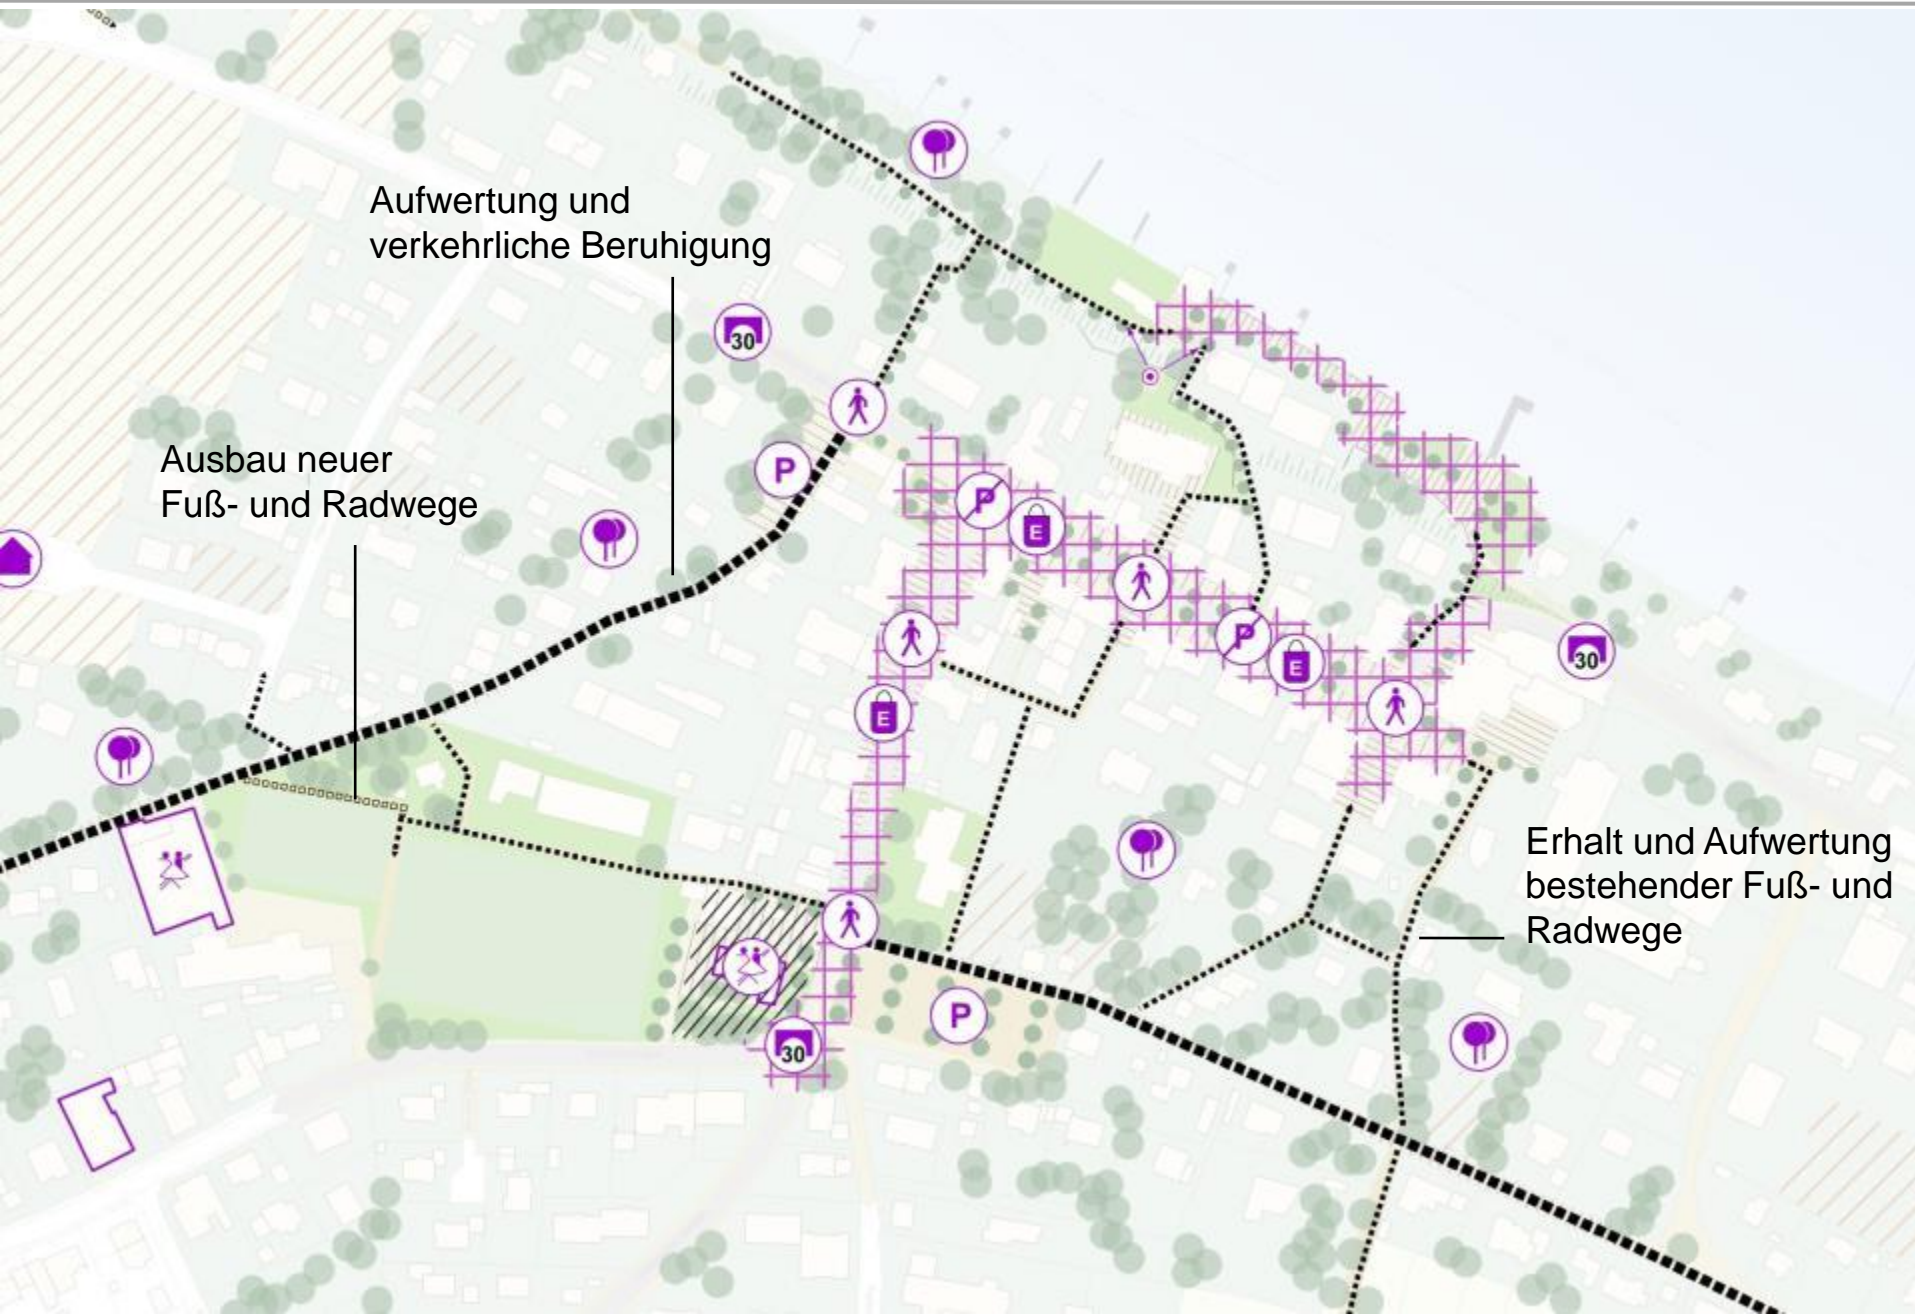 Aufwertung und
verkehrliche Beruhigung
30
P
Ausbau neuer
Fuß- und Radwege
P
E
P
E
30
E
Erhalt und Aufwertung
bestehender Fuß- und
Radwege
P
30